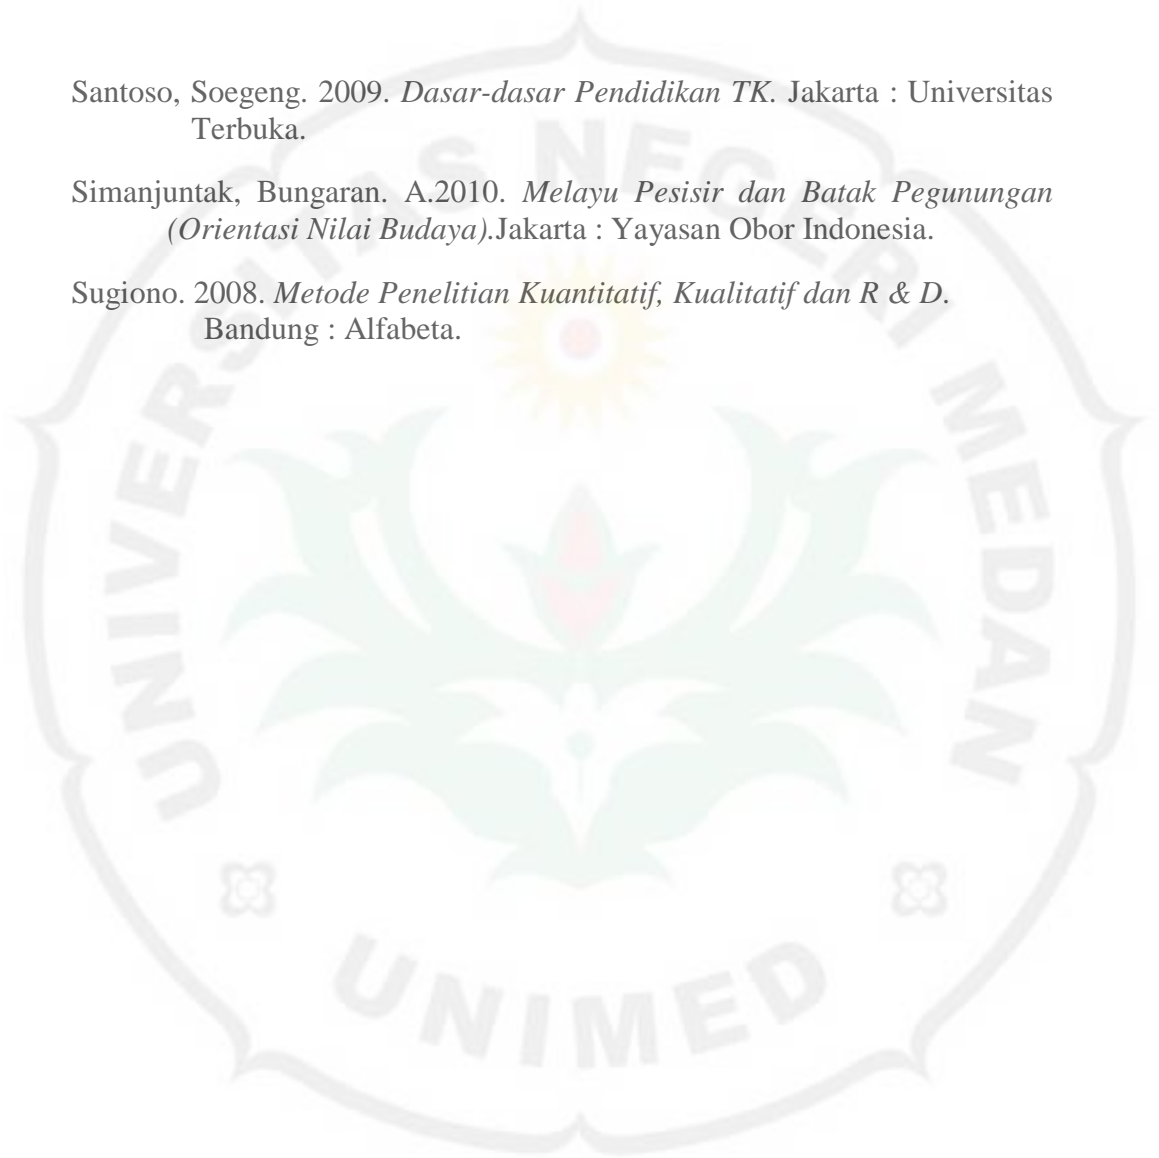 Santoso, Soegeng. 2009. Dasar-dasar Pendidikan TK. Jakarta : Universitas
Terbuka.
Simanjuntak, Bungaran. A.2010. Melayu Pesisir dan Batak Pegunungan
(Orientasi Nilai Budaya).Jakarta : Yayasan Obor Indonesia.
Sugiono. 2008. Metode Penelitian Kuantitatif, Kualitatif dan R & D.
Bandung : Alfabeta.
UNIVERSITAS NEGERI MEDAN
UNIMED